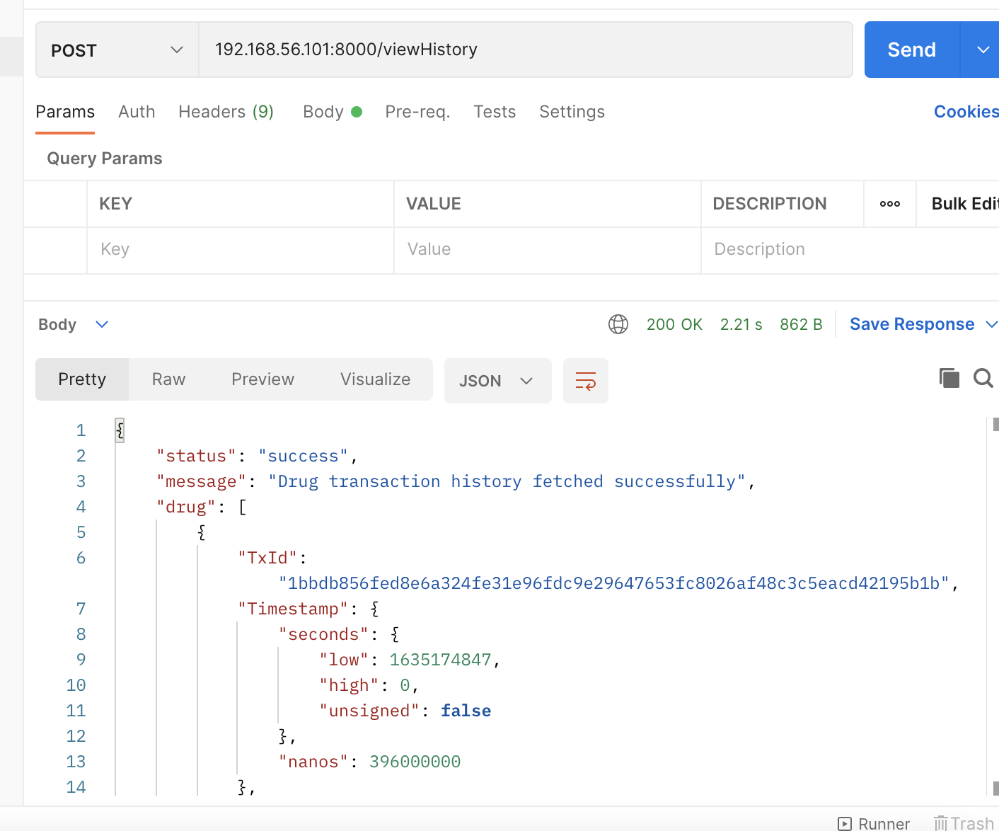 POST 192.168.56.101:8000/viewHistory Send
Params Auth Headers (9) Body Pre-req. Tests Settings Cookies
Query Params
KEY VALUE DESCRIPTION ooo Bulk Edit
Key Value Description
Body 200 OK 2.21 s 862 B Save Response
Pretty Raw Preview Visualize JSON
1 {
2 "status": "success",
3 "message": "Drug transaction history fetched successfully",
4 "drug": [
5 {
6 "TxId":
"1bbdb856fed8e6a324fe31e96fdc9e29647653fc8026af48c3c5eacd42195b1b",
7 "Timestamp": {
8 "seconds": {
9 "low": 1635174847,
10 "high": 0,
11 "unsigned": false
12 },
13 "nanos": 396000000
14 },
Runner Trash